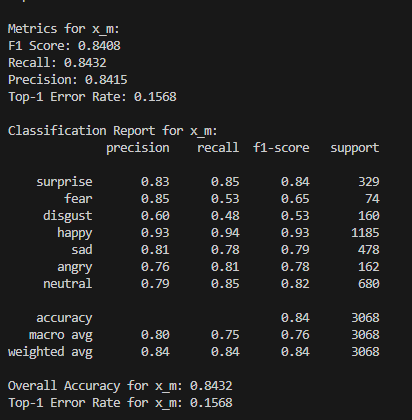 Metrics for x_m:
F1 Score: 0.8408
Recall: 0.8432
Precision: 0.8415
Top-1 Error Rate: 0.1568

Classification Report for x_m:
              precision    recall  f1-score   support

    surprise       0.83      0.85      0.84       329
        fear       0.85      0.53      0.65        74
     disgust       0.60      0.48      0.53       160
       happy       0.93      0.94      0.93      1185
         sad       0.81      0.78      0.79       478
       angry       0.76      0.81      0.78       162
     neutral       0.79      0.85      0.82       680

    accuracy                           0.84      3068
   macro avg       0.80      0.75      0.76      3068
weighted avg       0.84      0.84      0.84      3068

Overall Accuracy for x_m: 0.8432
Top-1 Error Rate for x_m: 0.1568